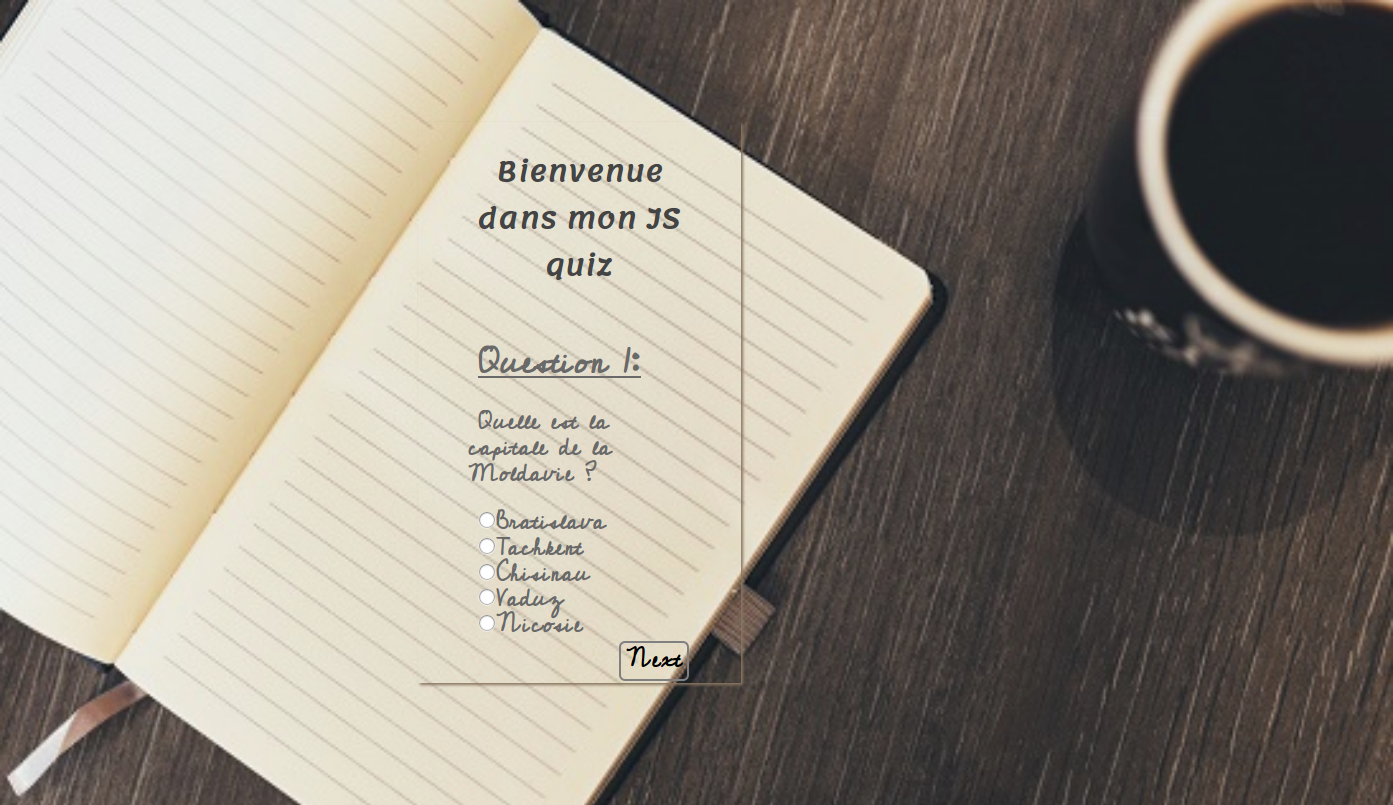 Bienvenue
dans mon JS
quiz
Question 1:
Quelle est la
capitale de la
Moldavie ?
Bratislava
Tachkent
Chisinau
Vaduz
Nicosie
Next